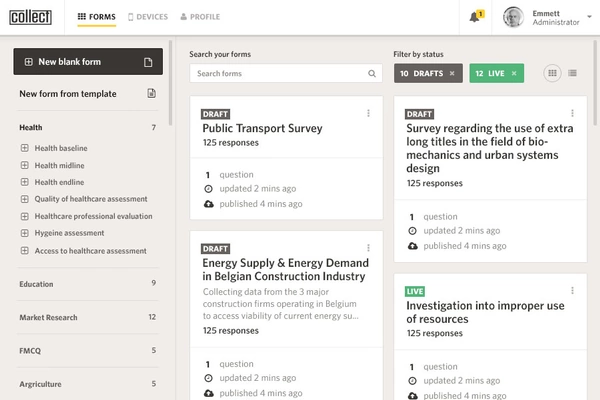 collect
FORMS
DEVICES
PROFILE
1
Emmett
Administrator
New blank form
New form from template
Health 7
Health baseline
Health midline
Health endline
Quality of healthcare assessment
Healthcare professional evaluation
Hygeine assessment
Access to healthcare assessment
Education 9
Market Research 12
FMCQ 5
Argriculture 5
Search your forms
Search forms
Filter by status
10 DRAFTS ×
12 LIVE ×
DRAFT
Public Transport Survey
125 responses
1 question
updated 2 mins ago
published 4 mins ago
DRAFT
Energy Supply & Energy Demand
in Belgian Construction Industry
Collecting data from the 3 major
construction firms operating in Belgium
to access viability of current energy su...
125 responses
1 question
updated 2 mins ago
published 4 mins ago
DRAFT
Survey regarding the use of extra
long titles in the field of bio-
mechanics and urban systems
design
125 responses
1 question
updated 2 mins ago
published 4 mins ago
LIVE
Investigation into improper use
of resources
125 responses
1 question
updated 2 mins ago
published 4 mins ago